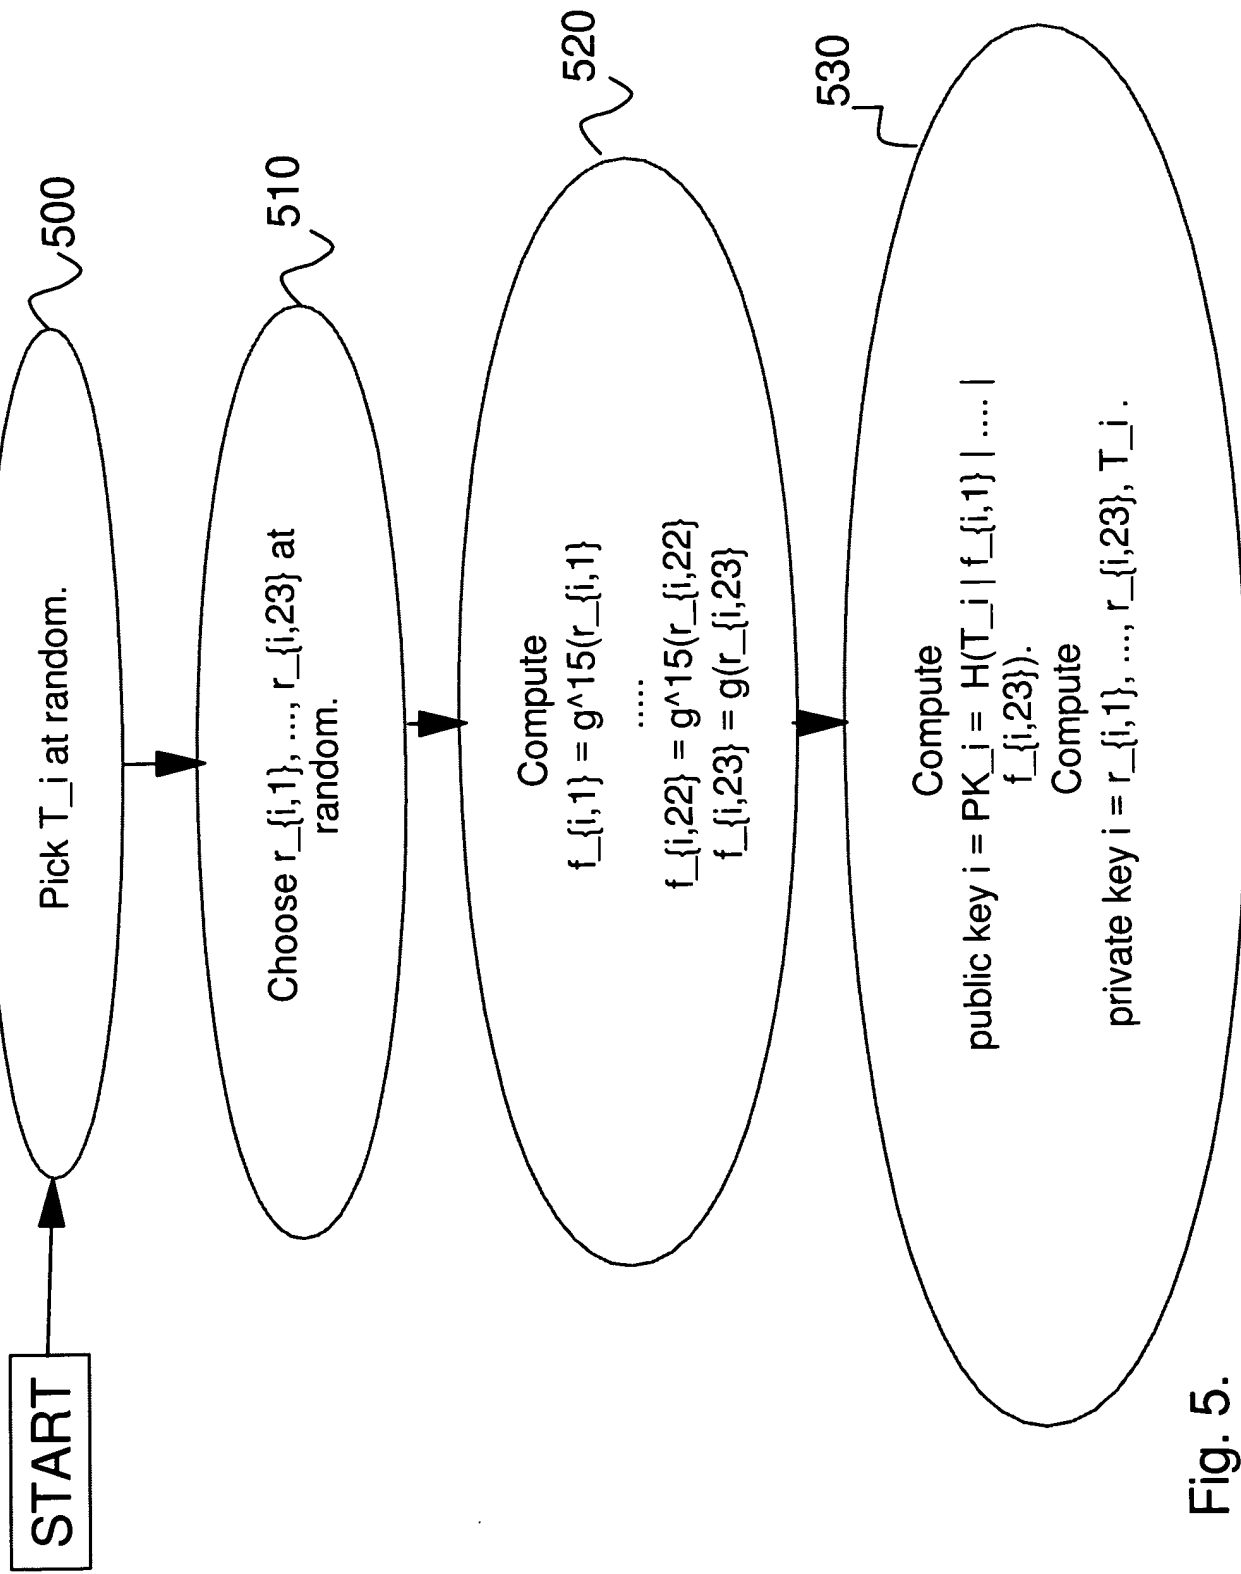 START
500
Pick T_i at random.
510
Choose r_{i,1}, ..., r_{i,23} at
random.
520
Compute
f_{i,1} = g^15(r_{i,1}
.....
f_{i,22} = g^15(r_{i,22}
f_{i,23} = g(r_{i,23}
530
Compute
public key i = PK_i = H(T_i | f_{i,1} | .... |
f_{i,23}).
Compute
private key i = r_{i,1}, ..., r_{i,23}, T_i .
Fig. 5.